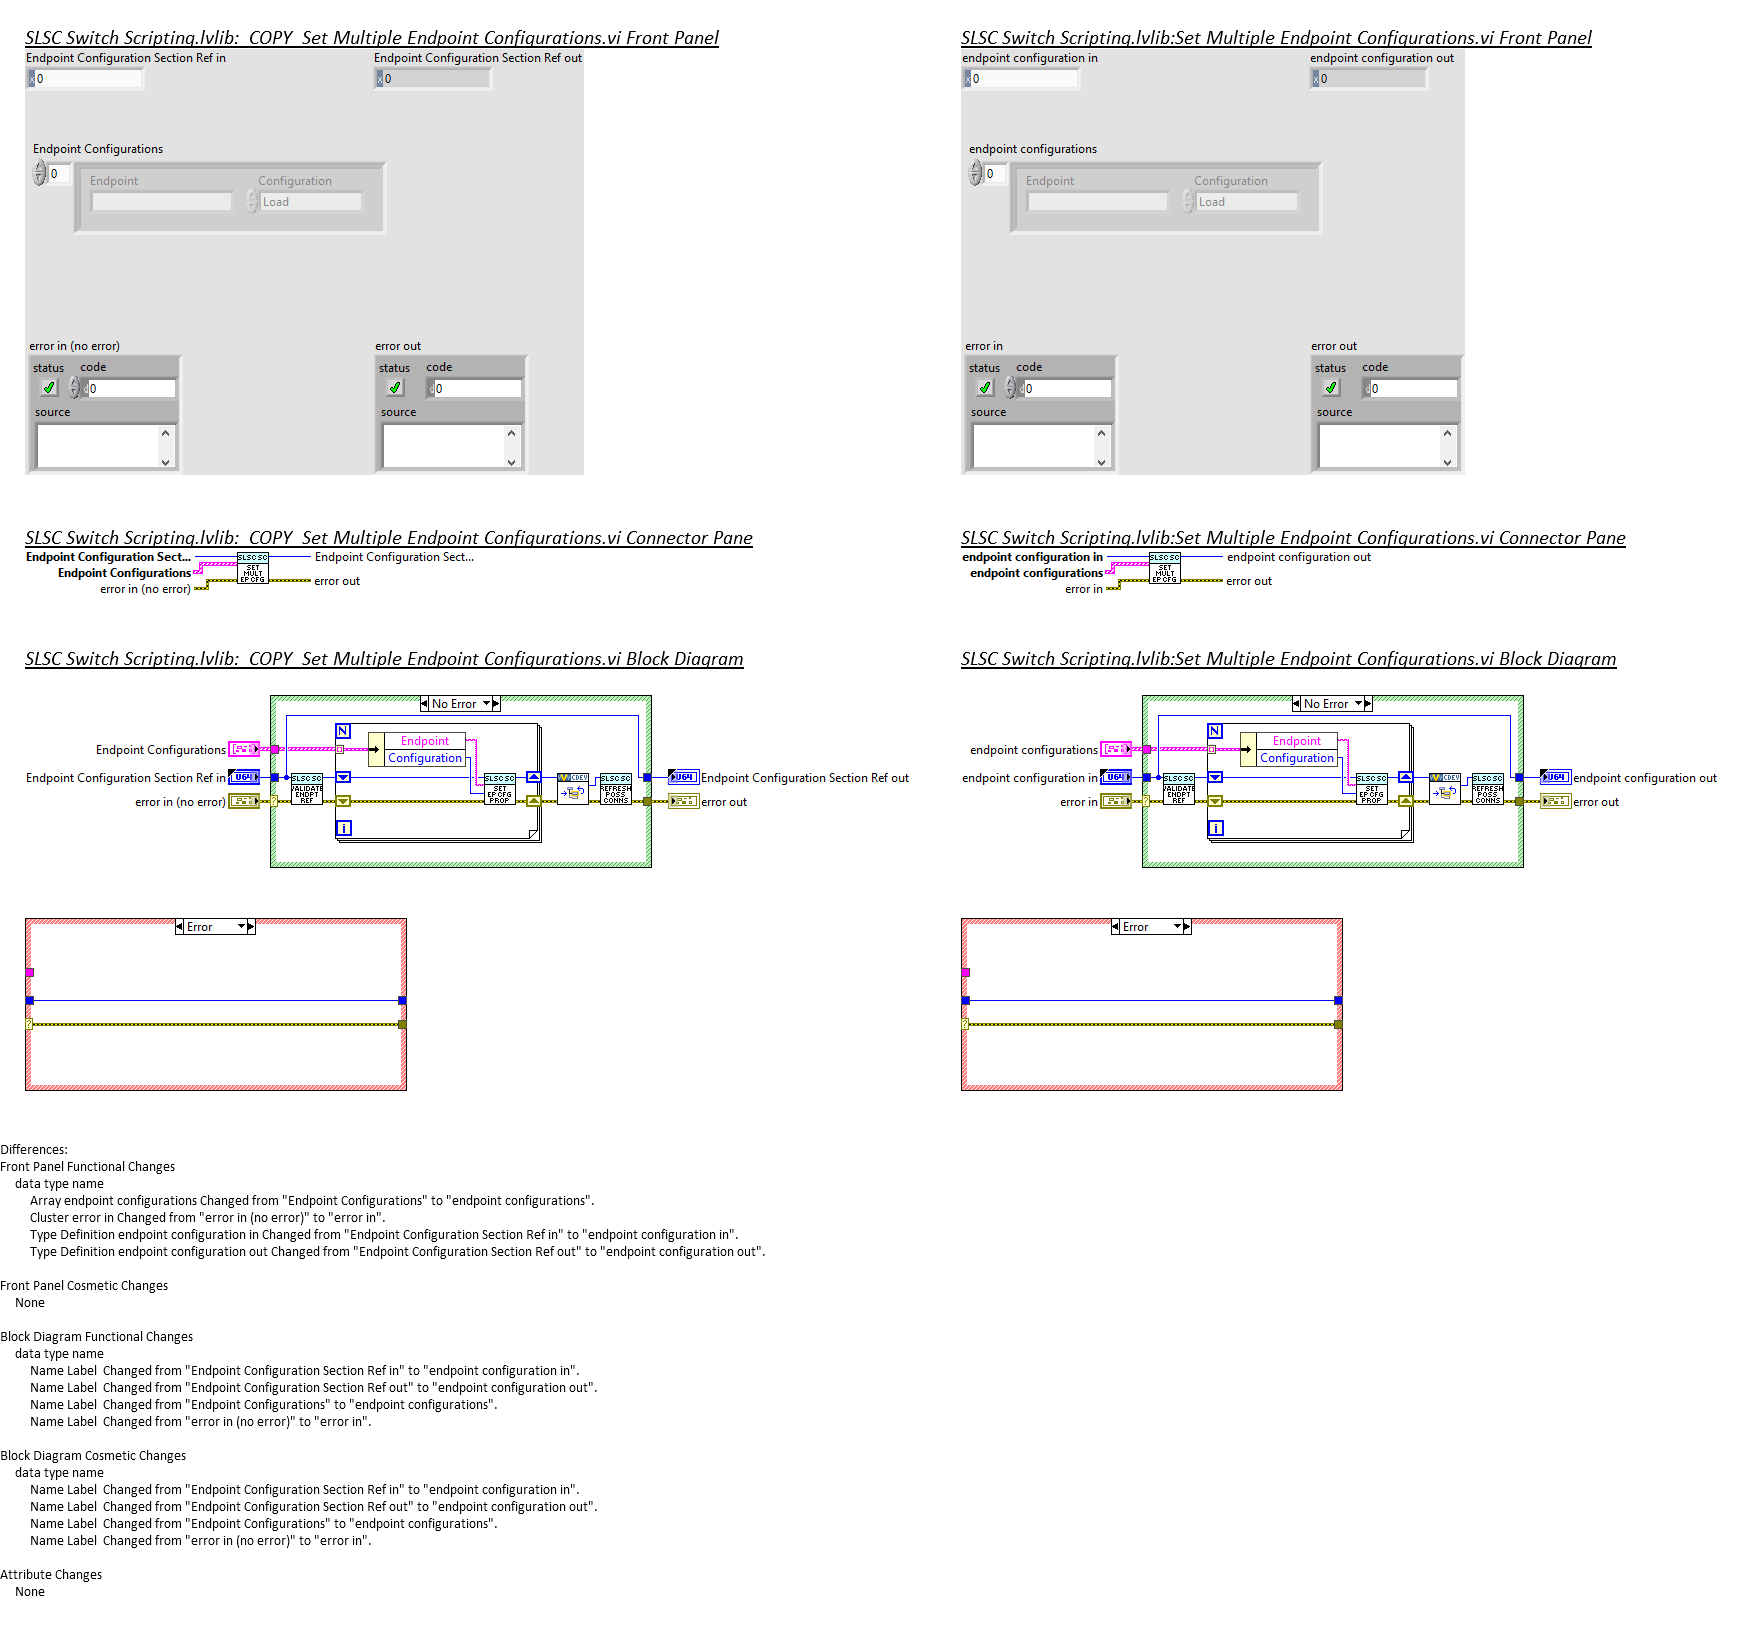 SLSC Switch Scripting.lvlib:  COPY  Set Multiple Endpoint Configurations.vi Front Panel
Endpoint Configuration Section Ref in
Endpoint Configuration Section Ref out
x 0
x 0
Endpoint Configurations
0
Endpoint
Configuration
Load
error in (no error)
error out
status
code
status
code
d 0
d 0
source
source
SLSC Switch Scripting.lvlib:Set Multiple Endpoint Configurations.vi Front Panel
endpoint configuration in
endpoint configuration out
x 0
x 0
endpoint configurations
0
Endpoint
Configuration
Load
error in
error out
status
code
status
code
d 0
d 0
source
source
SLSC Switch Scripting.lvlib:  COPY  Set Multiple Endpoint Configurations.vi Connector Pane
Endpoint Configuration Sect...
Endpoint Configurations
error in (no error)
SLSC SC
SET
MULT
EP CFG
Endpoint Configuration Sect...
error out
SLSC Switch Scripting.lvlib:Set Multiple Endpoint Configurations.vi Connector Pane
endpoint configuration in
endpoint configurations
error in
SLSC SC
SET
MULT
EP CFG
endpoint configuration out
error out
SLSC Switch Scripting.lvlib:  COPY  Set Multiple Endpoint Configurations.vi Block Diagram
No Error
N
Endpoint Configurations
Endpoint
Configuration
Endpoint Configuration Section Ref in
U64
SLSC SC
VALIDATE
ENDPT
REF
SLSC SC
SET
EP CFG
PROP
CDEV
SLSC SC
REFRESH
POSS
CONNS
U64
Endpoint Configuration Section Ref out
error in (no error)
?
error out
i
Error
?
SLSC Switch Scripting.lvlib:Set Multiple Endpoint Configurations.vi Block Diagram
No Error
N
endpoint configurations
Endpoint
Configuration
endpoint configuration in
U64
SLSC SC
VALIDATE
ENDPT
REF
SLSC SC
SET
EP CFG
PROP
CDEV
SLSC SC
REFRESH
POSS
CONNS
U64
endpoint configuration out
error in
?
error out
i
Error
?
Differences:
Front Panel Functional Changes
data type name
Array endpoint configurations Changed from "Endpoint Configurations" to "endpoint configurations".
Cluster error in Changed from "error in (no error)" to "error in".
Type Definition endpoint configuration in Changed from "Endpoint Configuration Section Ref in" to "endpoint configuration in".
Type Definition endpoint configuration out Changed from "Endpoint Configuration Section Ref out" to "endpoint configuration out".
Front Panel Cosmetic Changes
None
Block Diagram Functional Changes
data type name
Name Label  Changed from "Endpoint Configuration Section Ref in" to "endpoint configuration in".
Name Label  Changed from "Endpoint Configuration Section Ref out" to "endpoint configuration out".
Name Label  Changed from "Endpoint Configurations" to "endpoint configurations".
Name Label  Changed from "error in (no error)" to "error in".
Block Diagram Cosmetic Changes
data type name
Name Label  Changed from "Endpoint Configuration Section Ref in" to "endpoint configuration in".
Name Label  Changed from "Endpoint Configuration Section Ref out" to "endpoint configuration out".
Name Label  Changed from "Endpoint Configurations" to "endpoint configurations".
Name Label  Changed from "error in (no error)" to "error in".
Attribute Changes
None